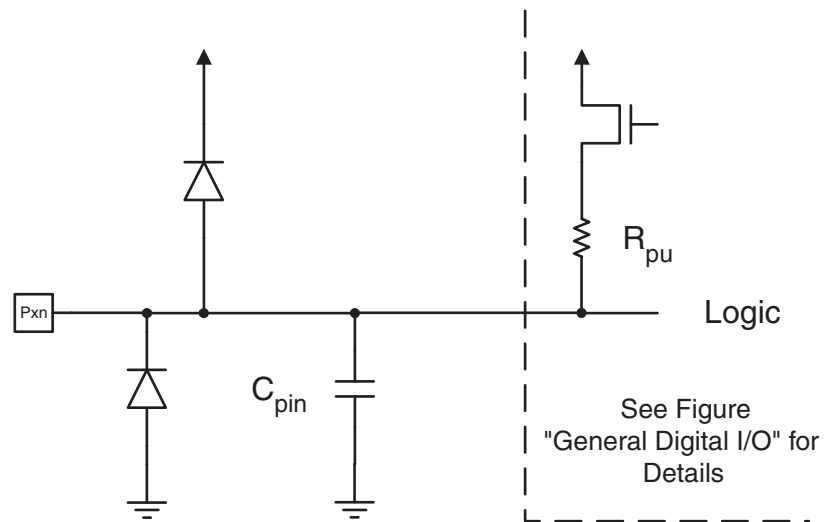 R_pu
Pxn
Logic
C_pin
See Figure
"General Digital I/O" for
Details